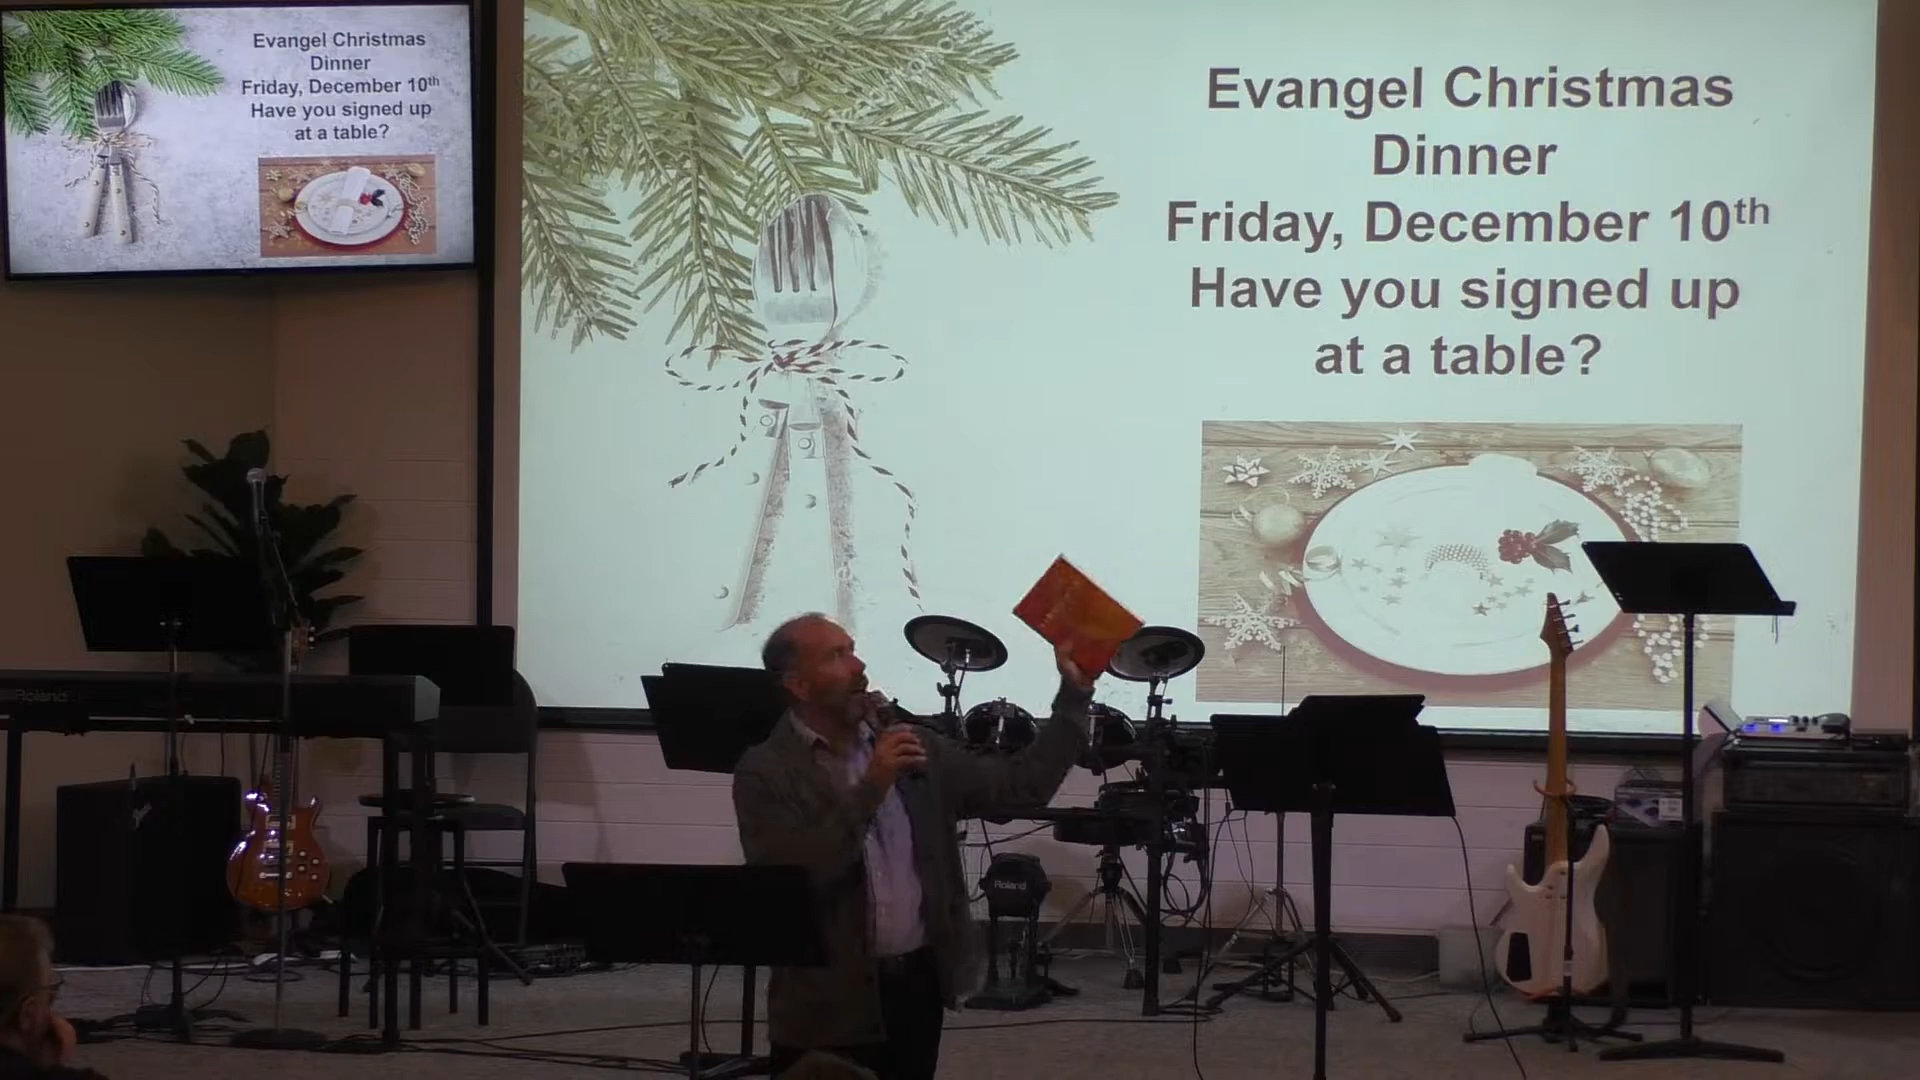 Evangel Christmas
Dinner
Friday, December 10th
Have you signed up
at a table?
Evangel Christmas
Dinner
Friday, December 10th
Have you signed up
at a table?
Roland
Roland